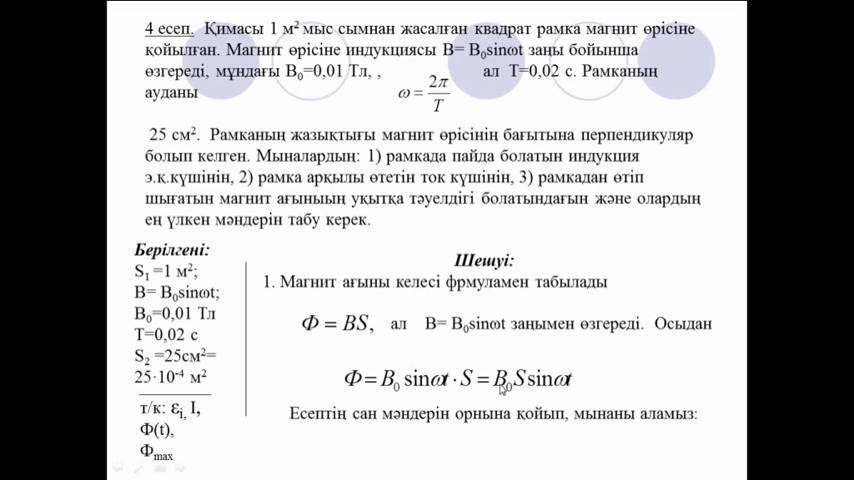 4 есеп. Қимасы 1 м² мыс сымнан жасалған квадрат рамка магнит өрісіне
қойылған. Магнит өрісіне индукциясы B= B₀sinωt заңы бойынша
өзгереді, мұндағы B₀=0,01 Тл, , ал T=0,02 с. Рамканың
ауданы ω = 2π/T
25 см². Рамканың жазықтығы магнит өрісінің бағытына перпендикуляр
болып келген. Мыналардың: 1) рамкада пайда болатын индукция
э.қ.күшінін, 2) рамка арқылы өтетін ток күшінін, 3) рамкадан өтіп
шығатын магнит ағыныың уқытқа тәуелдігі болатындағын және олардың
ең үлкен мәндерін табу керек.
Берілгені:
S₁ =1 м²;
B= B₀sinωt;
B₀=0,01 Тл
T=0,02 с
S₂ =25см²=
25·10⁻⁴ м²
т/к: εᵢ, I,
Ф(t),
Фmax
Шешуі:
1. Магнит ағыны келесі фрмуламен табылады
Ф = BS, ал B= B₀sinωt заңымен өзгереді. Осыдан
Ф = B₀ sinωt · S = B₀S sinωt
Есептің сан мәндерін орнына қойып, мынаны аламыз: